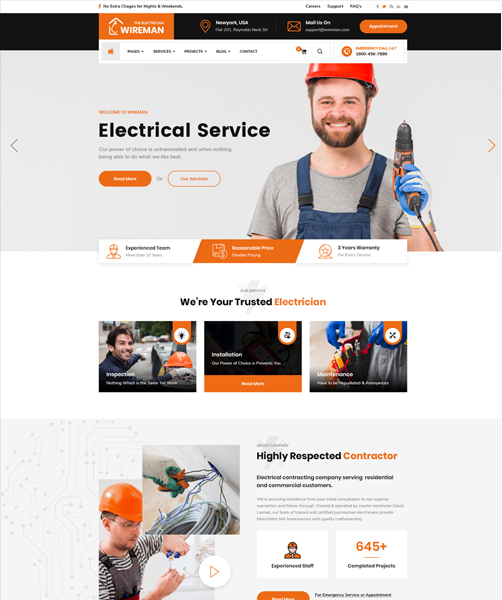 No Extra Chages for Nights & Weekends.
Careers Support FAQ's
THE ELECTRICIAN
WIREMAN
Newyork, USA
Flat 203, Reynolds Neck Str
Mail Us On
support@wireman.com
Appointment
PAGES
SERVICES
PROJECTS
BLOG
CONTACT
EMERGENCY CALL 24/7
1800-456-7890
WELCOME TO WIREMAN
Electrical Service
Our power of choice is untrammelled and when nothing
being able to do what we like best.
Read More Or Our Services
Experienced Team
More than 10 Years
Reasonable Price
Flexible Pricing
3 Years Warranty
For Every Service
OUR SERVICES
We're Your Trusted Electrician
Inspection
Nothing Which is the Same Toil Work
Installation
Our Power of Choice is Prevents You
Read More
Maintenance
Have to be Repudiated & Annoyances
ABOUT COMPANY
Highly Respected Contractor
Electrical contracting company serving residential
and commercial customers.
We're pursuing excellence from your initial consultation to our superior
warranties and follow through. Owned & operated by master electrician David
Laiman, our team of trained and certified journeyman electricians provide
MetroWest MA homeowners with quality craftsmanship.
Experienced Staff
645+
Completed Projects
Read More
For Emergency Service or Appointment